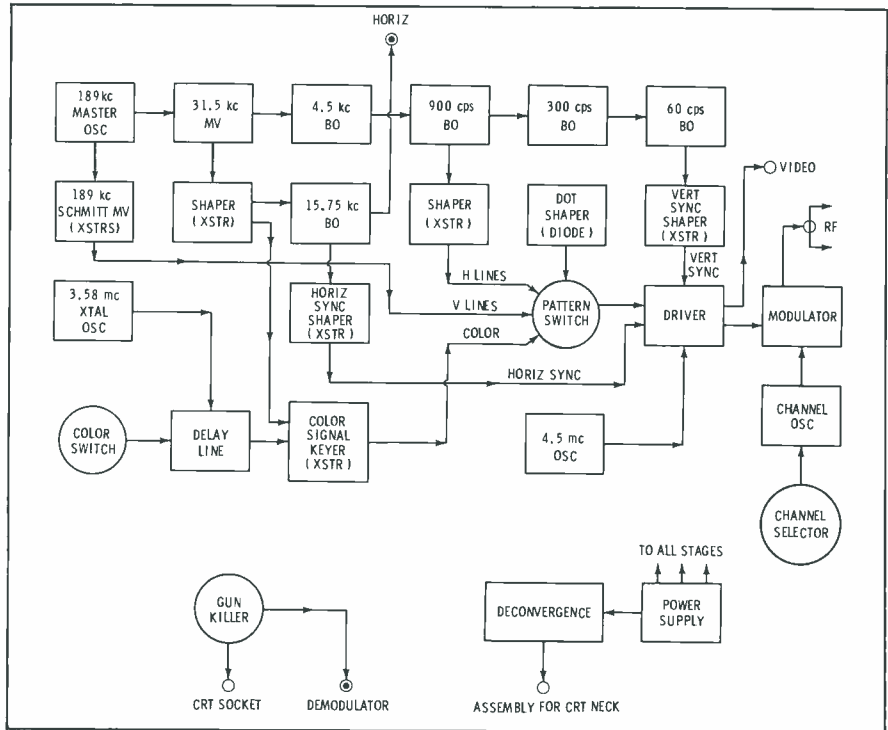 HORIZ
189kc
MASTER
OSC
31.5 kc
MV
4.5 kc
BO
900 cps
BO
300 cps
BO
60 cps
BO
VIDEO
189 kc
SCHMITT MV
(XSTRS)
SHAPER
(XSTR)
15.75 kc
BO
SHAPER
(XSTR)
DOT
SHAPER
(DIODE)
VERT
SYNC
SHAPER
(XSTR)
RF
VERT
SYNC
H LINES
3.58 mc
XTAL
OSC
HORIZ
SYNC
SHAPER
(XSTR)
V LINES
PATTERN
SWITCH
DRIVER
MODULATOR
COLOR
HORIZ SYNC
COLOR
SWITCH
DELAY
LINE
COLOR
SIGNAL
KEYER
(XSTR)
4.5 mc
OSC
CHANNEL
OSC
CHANNEL
SELECTOR
TO ALL STAGES
GUN
KILLER
DECONVERGENCE
POWER
SUPPLY
CRT SOCKET
DEMODULATOR
ASSEMBLY FOR CRT NECK